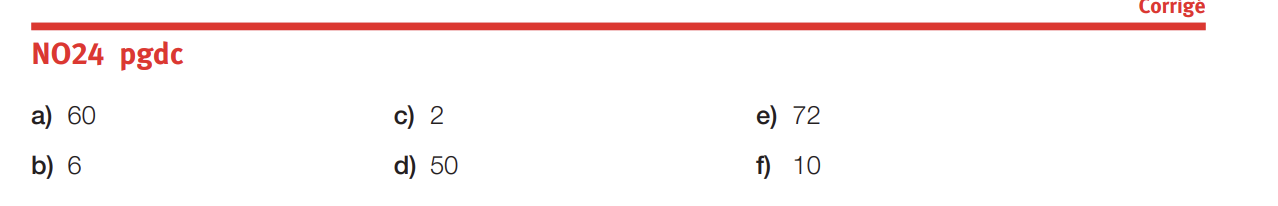 Corrigé
NO24 pgdc
a) 60 c) 2 e) 72
b) 6 d) 50 f) 10